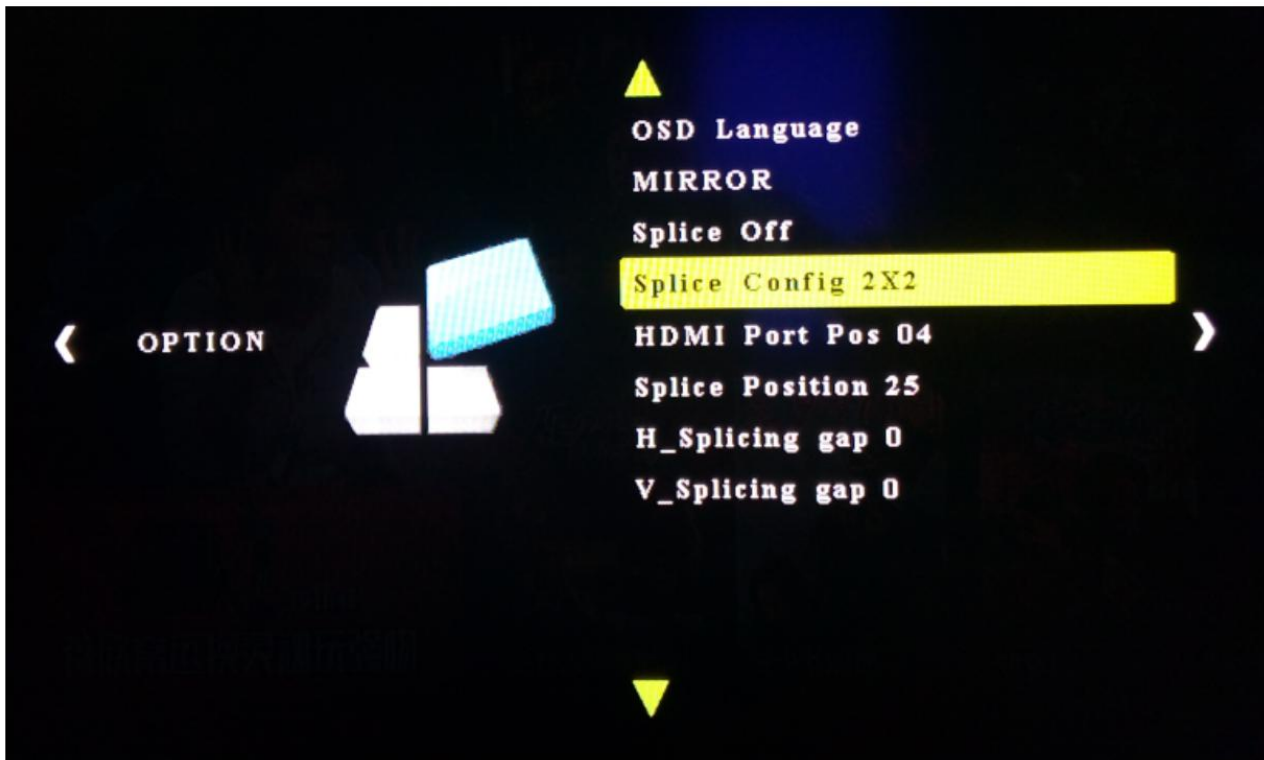 OPTION
OSD Language
MIRROR
Splice Off
Splice Config 2X2
HDMI Port Pos 04
Splice Position 25
H_Splicing gap 0
V_Splicing gap 0